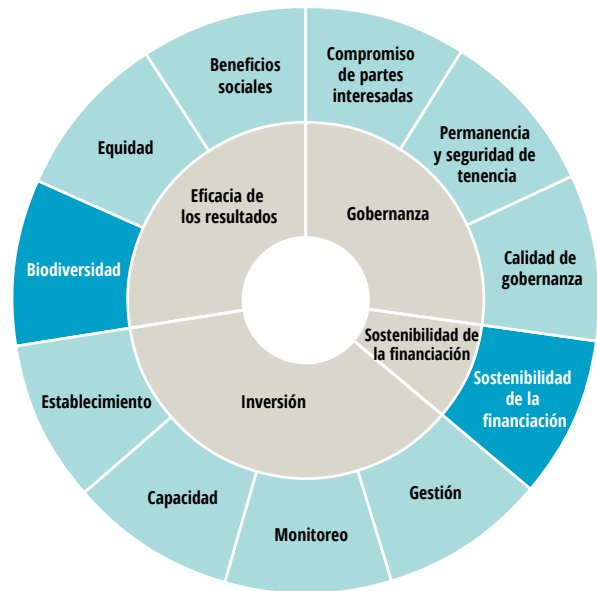 Compromiso
de partes
interesadas
Permanencia
y seguridad de
tenencia
Calidad de
gobernanza
Sostenibilidad
de la
financiación
Gestión
Monitoreo
Capacidad
Establecimiento
Biodiversidad
Equidad
Beneficios
sociales
Gobernanza
Sostenibilidad de
la financiación
Inversión
Eficacia de
los resultados